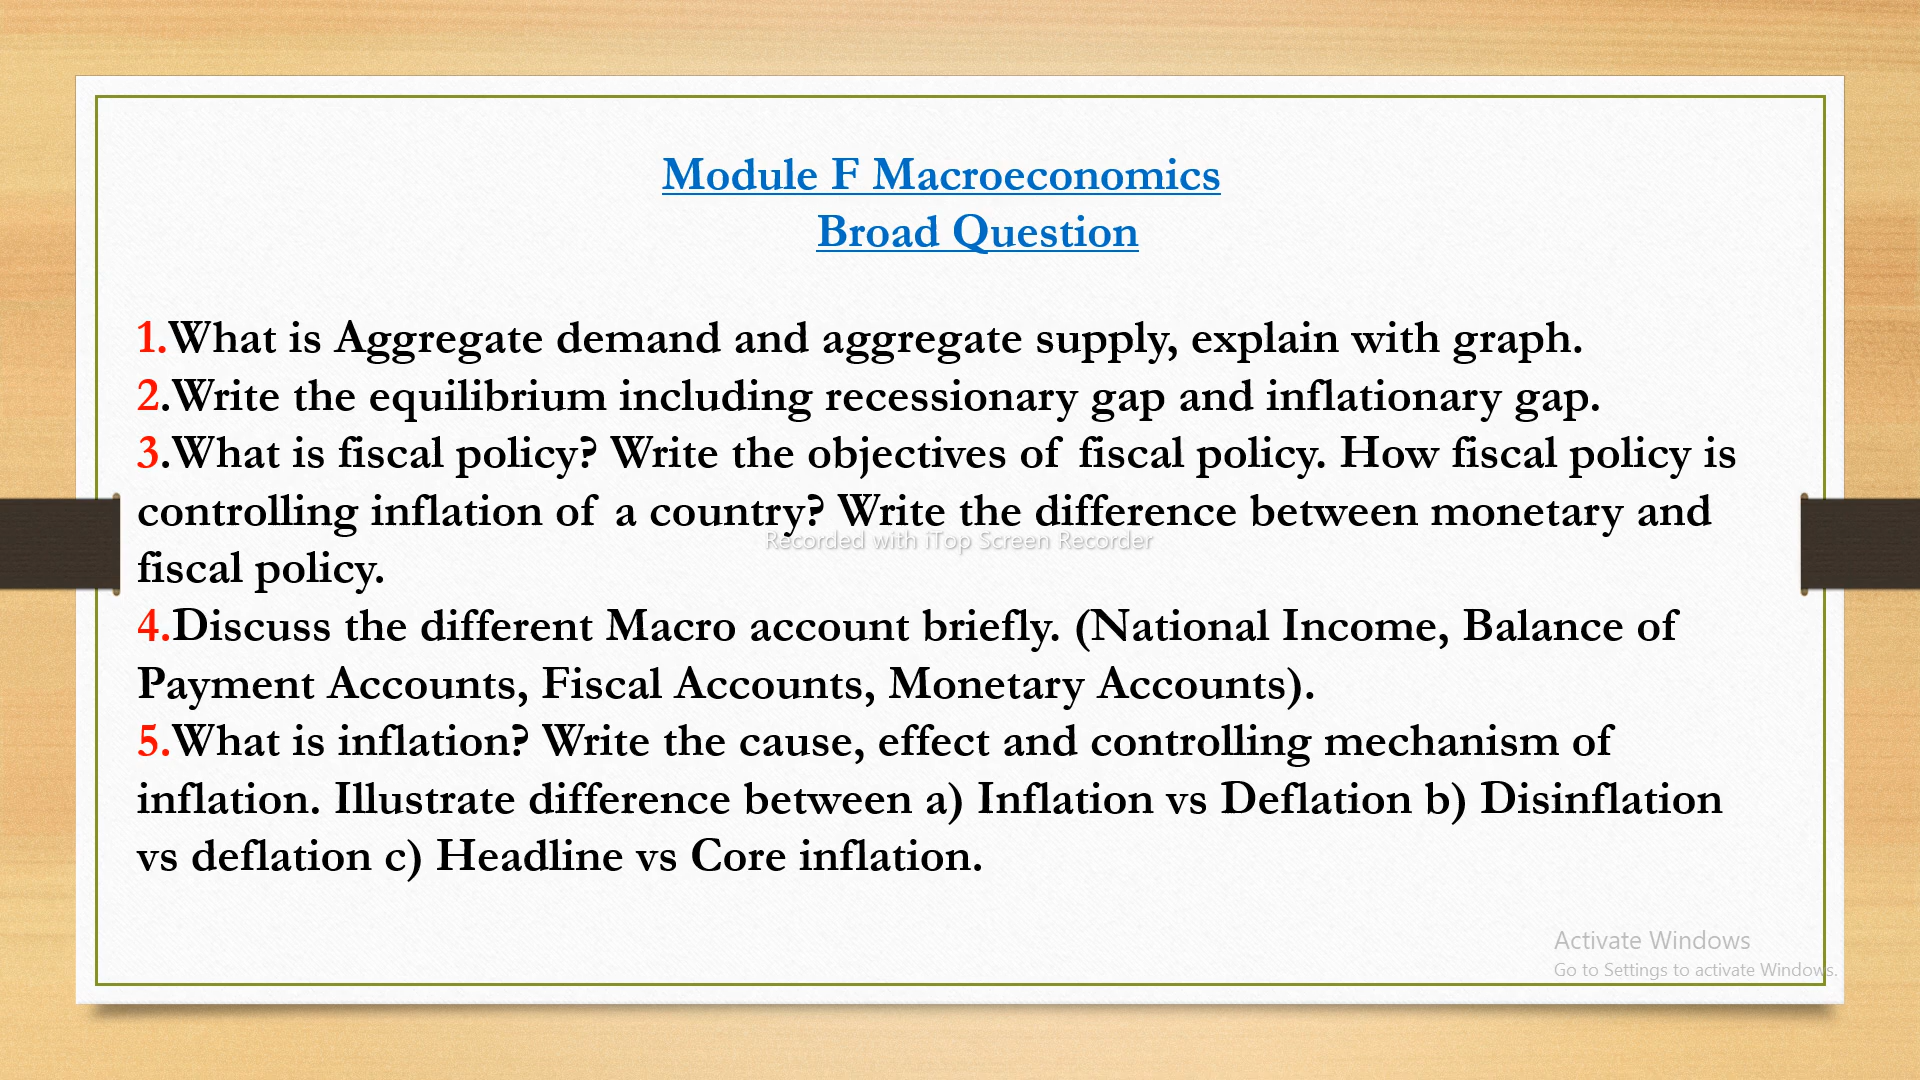 Module F Macroeconomics
Broad Question
1.What is Aggregate demand and aggregate supply, explain with graph.
2.Write the equilibrium including recessionary gap and inflationary gap.
3.What is fiscal policy? Write the objectives of fiscal policy. How fiscal policy is
controlling inflation of a country? Write the difference between monetary and
Recorded with iTop Screen Recorder
fiscal policy.
4.Discuss the different Macro account briefly. (National Income, Balance of
Payment Accounts, Fiscal Accounts, Monetary Accounts).
5.What is inflation? Write the cause, effect and controlling mechanism of
inflation. Illustrate difference between a) Inflation vs Deflation b) Disinflation
vs deflation c) Headline vs Core inflation.
Activate Windows
Go to Settings to activate Windows.